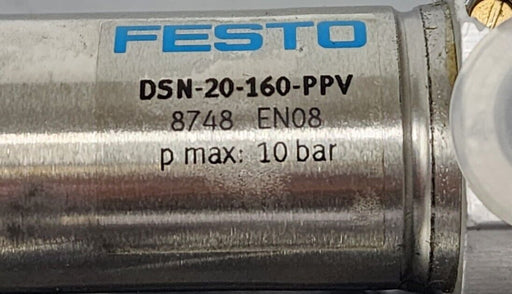 FESTO
DSN-20-160-PPV
8748 EN08
p max: 10 bar